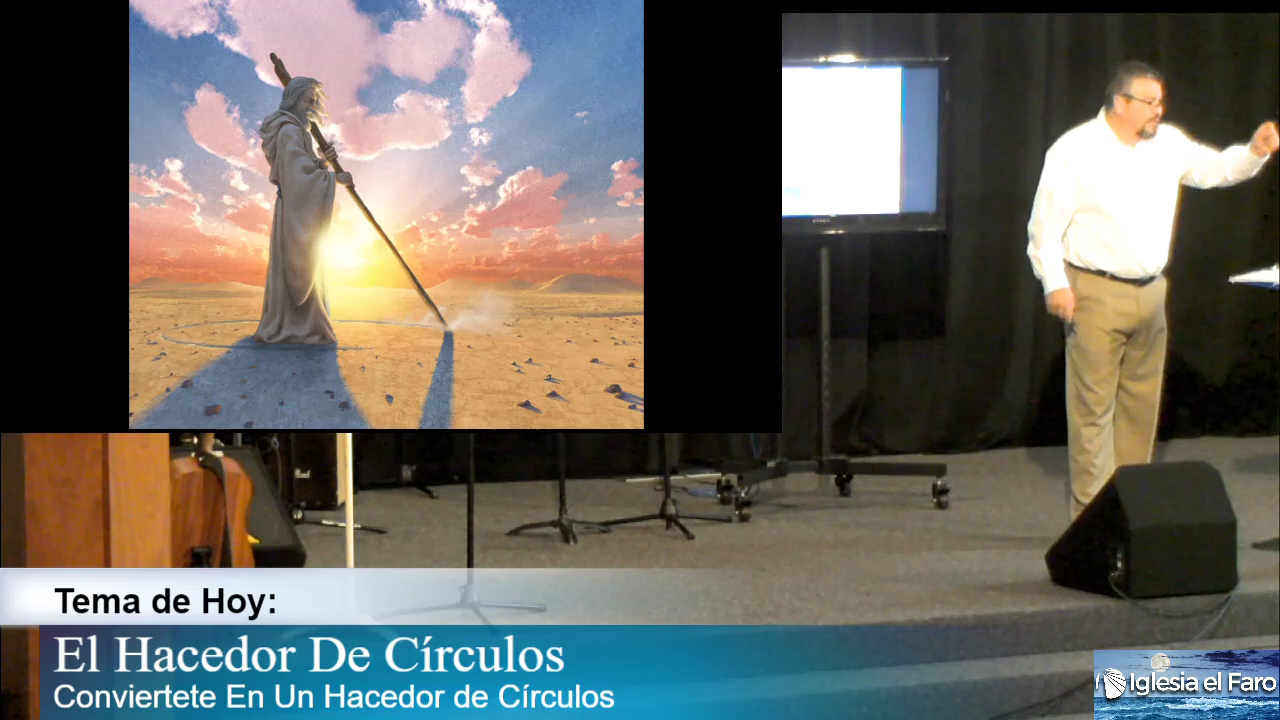 Tema de Hoy:
El Hacedor De Círculos
Conviertete En Un Hacedor de Círculos
Iglesia el Faro